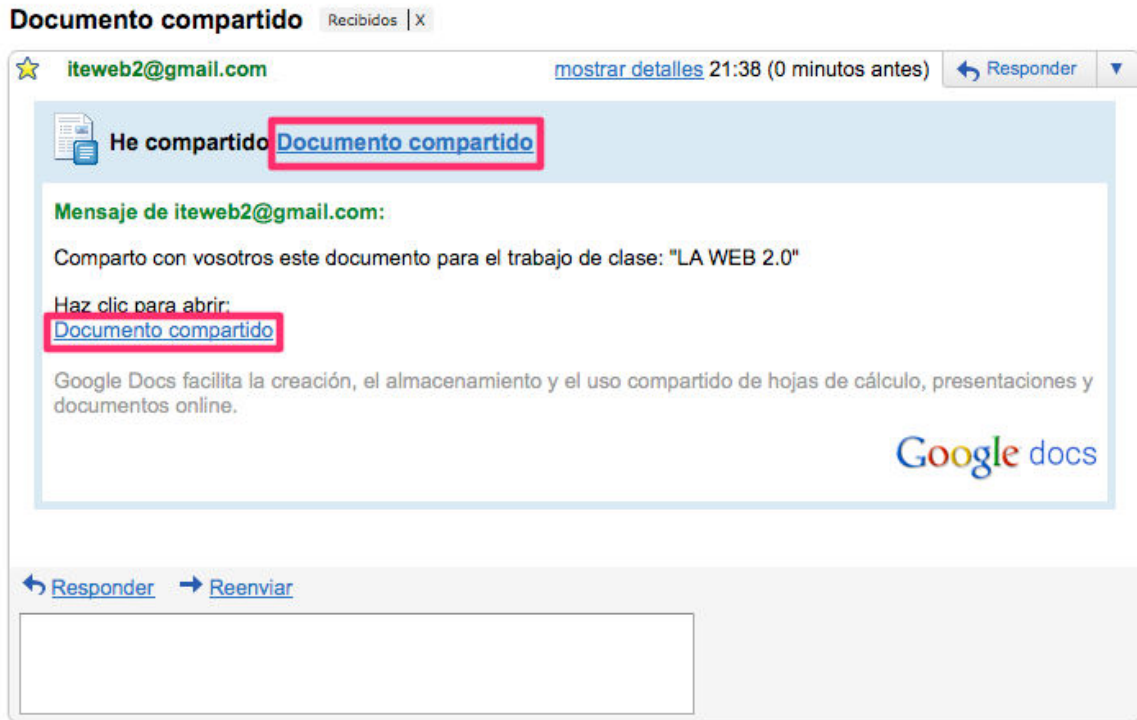 Documento compartido Recibidos | X
iteweb2@gmail.com mostrar detalles 21:38 (0 minutos antes) Responder
He compartido Documento compartido
Mensaje de iteweb2@gmail.com:
Comparto con vosotros este documento para el trabajo de clase: "LA WEB 2.0"
Haz clic para abrir:
Documento compartido
Google Docs facilita la creación, el almacenamiento y el uso compartido de hojas de cálculo, presentaciones y
documentos online.
Google docs
Responder Reenviar